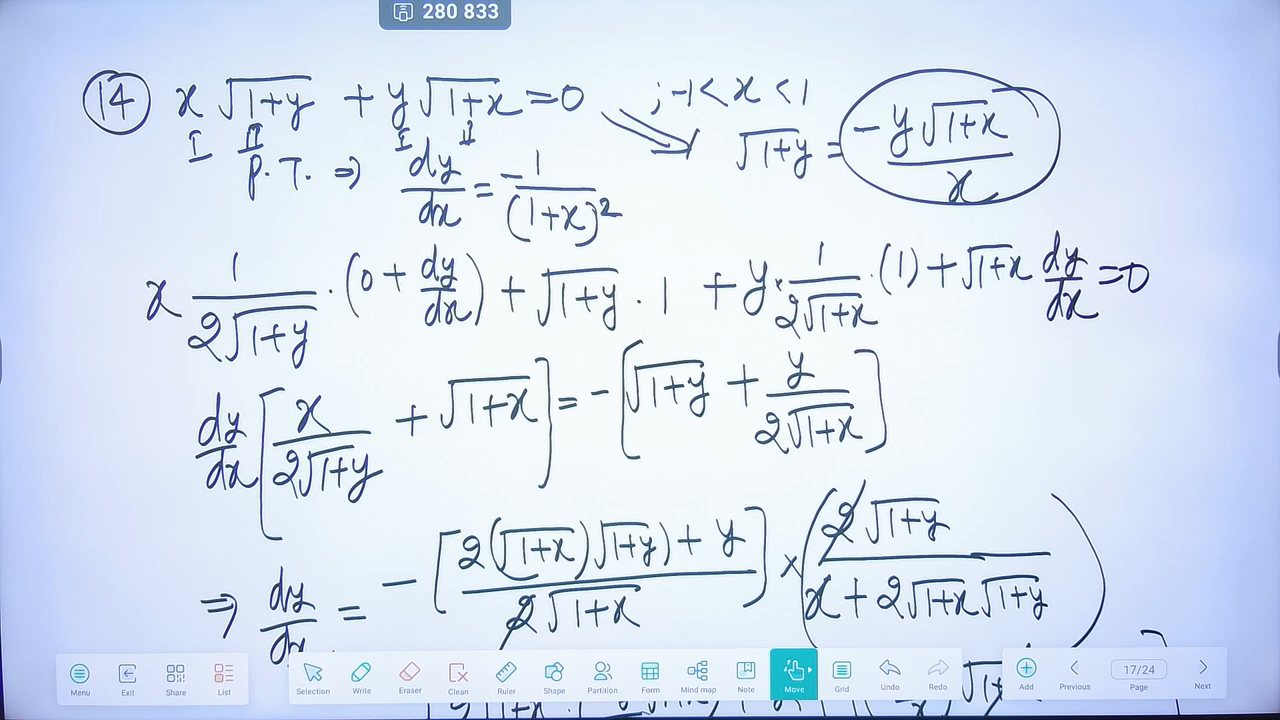 280 833
(14) x √(1+y) + y √(1+x) = 0 ; -1 < x < 1
I II I II
√(1+y) = -y√(1+x)/x
P.T. ⇒ dy/dx = -1/(1+x)²
x 1/(2√(1+y)) · (0 + dy/dx) + √(1+y) · 1 + y × 1/(2√(1+x)) · (1) + √(1+x) dy/dx = 0
dy/dx [x/(2√(1+y)) + √(1+x)] = -[√(1+y) + y/(2√(1+x))]
⇒ dy/dx = -[(2(√(1+x))(√(1+y)) + y)/(2√(1+x))] × (2√(1+y)/(x + 2√(1+x)√(1+y)))
Menu Exit Share List Selection Write Eraser Clean Ruler Shape Partition Form Mind map Note Move Grid Undo Redo Add Previous 17/24 Page Next